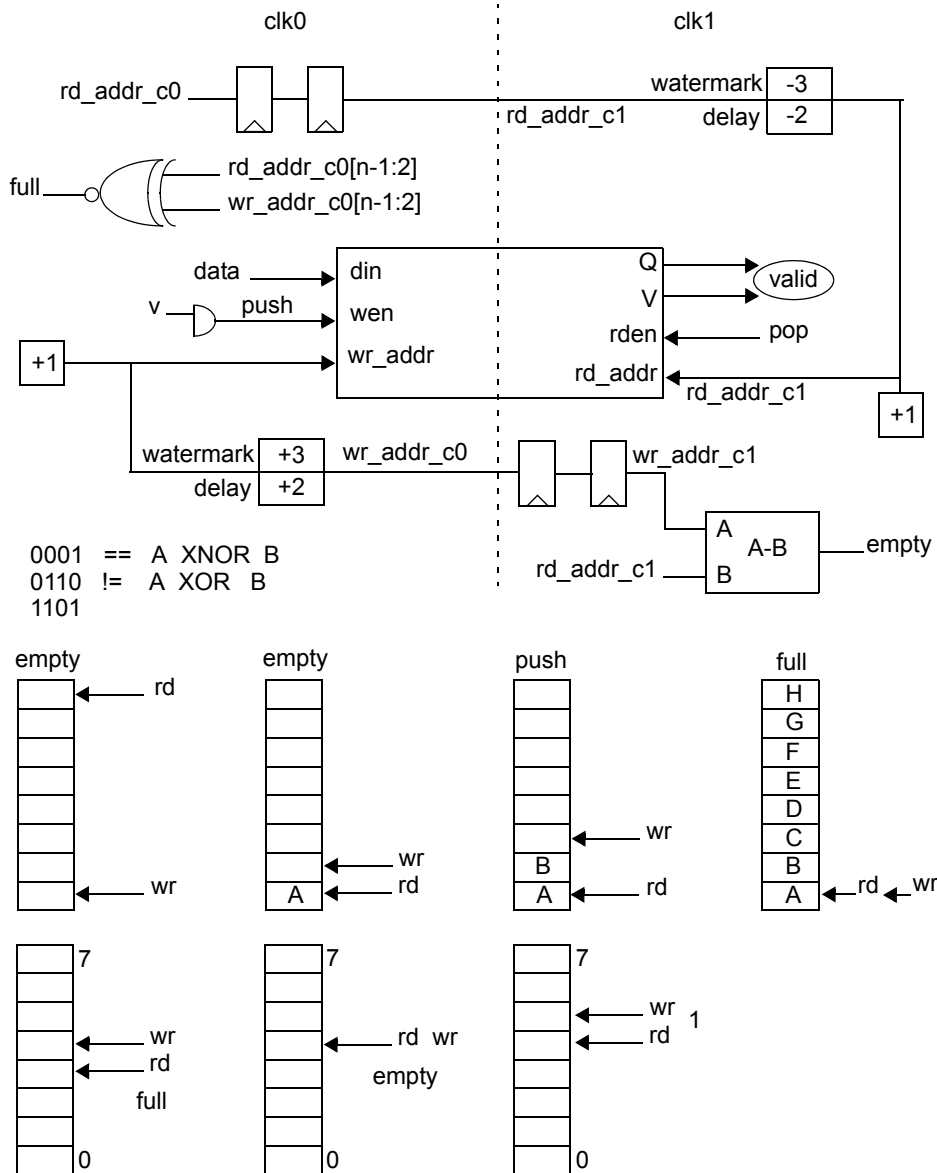 clk0 clk1
rd_addr_c0
watermark -3
rd_addr_c1
delay -2
rd_addr_c0[n-1:2]
full
wr_addr_c0[n-1:2]
data din Q
valid
v push wen V
rden pop
+1 wr_addr
rd_addr
rd_addr_c1
+1
watermark +3 wr_addr_c0 wr_addr_c1
delay +2
A
A-B empty
0001 == A XNOR B
rd_addr_c1 B
0110 != A XOR B
1101
empty empty push full
rd H
G
F
E
D
wr C
wr B B
wr A rd A rd A rd wr
7 7
wr 1
wr rd wr rd
rd empty
full
0 0 0